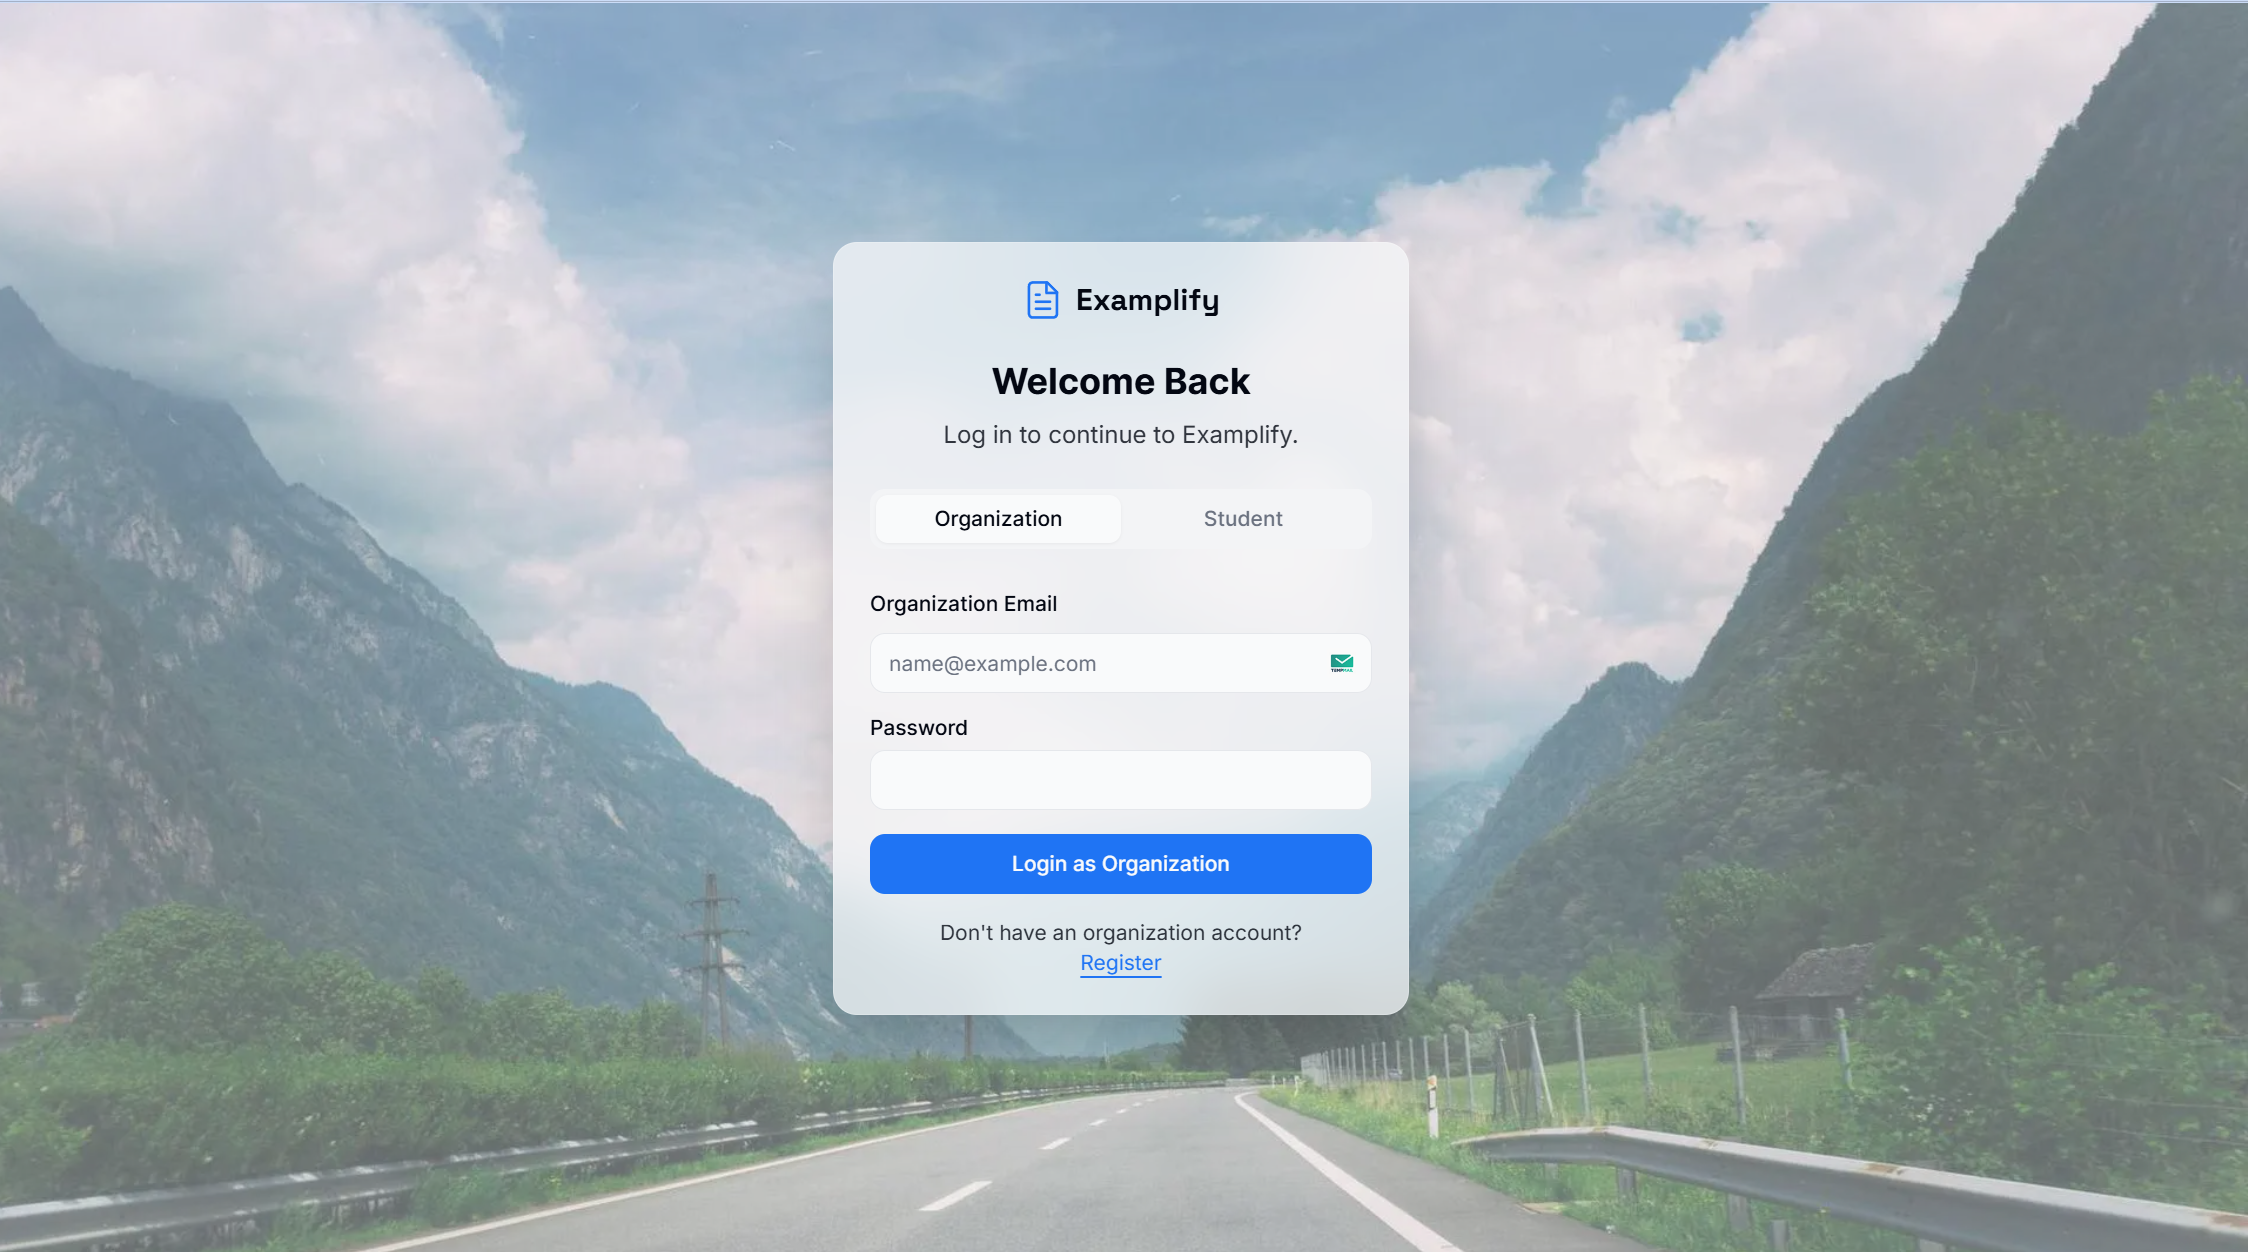 Examplify
Welcome Back
Log in to continue to Examplify.
Organization
Student
Organization Email
name@example.com
Password
Login as Organization
Don't have an organization account?
Register